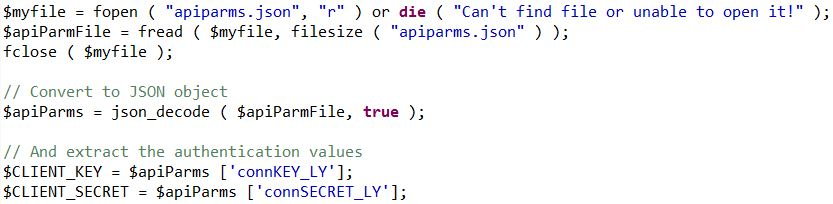 $myfile = fopen ( "apiparms.json", "r" ) or die ( "Can't find file or unable to open it!" );
$apiParmFile = fread ( $myfile, filesize ( "apiparms.json" ) );
fclose ( $myfile );
// Convert to JSON object
$apiParms = json_decode ( $apiParmFile, true );
// And extract the authentication values
$CLIENT_KEY = $apiParms ['connKEY_LY'];
$CLIENT_SECRET = $apiParms ['connSECRET_LY'];